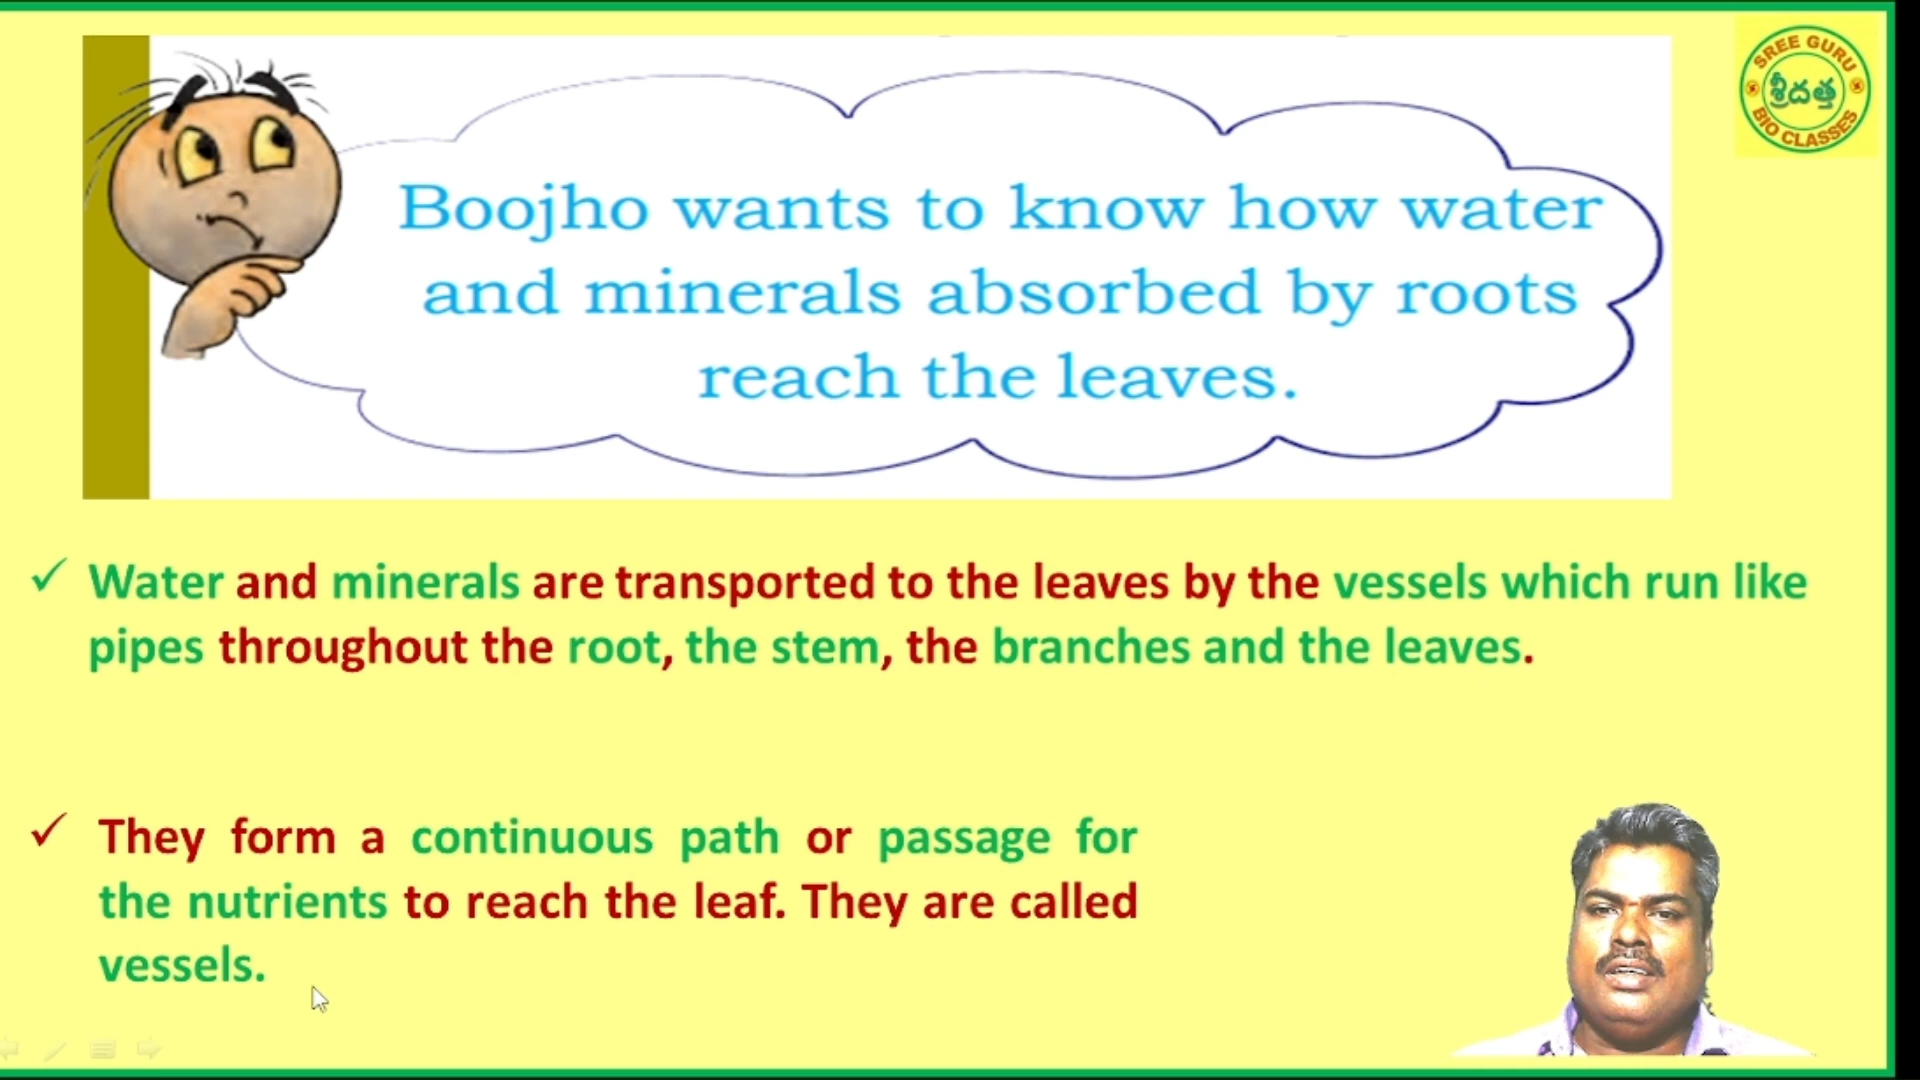 SREE GURU
శ్రీదత్త
BIO CLASSES
Boojho wants to know how water
and minerals absorbed by roots
reach the leaves.
✓ Water and minerals are transported to the leaves by the vessels which run like
pipes throughout the root, the stem, the branches and the leaves.
✓ They form a continuous path or passage for
the nutrients to reach the leaf. They are called
vessels.